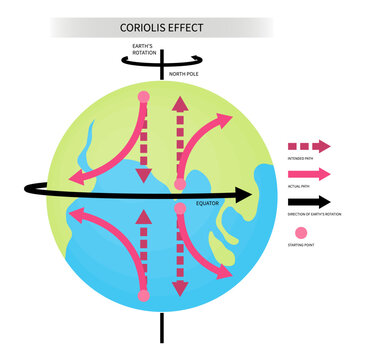 CORIOLIS EFFECT
EARTH'S
ROTATION
NORTH POLE
EQUATOR
INTENDED PATH
ACTUAL PATH
DIRECTION OF EARTH'S ROTATION
STARTING POINT